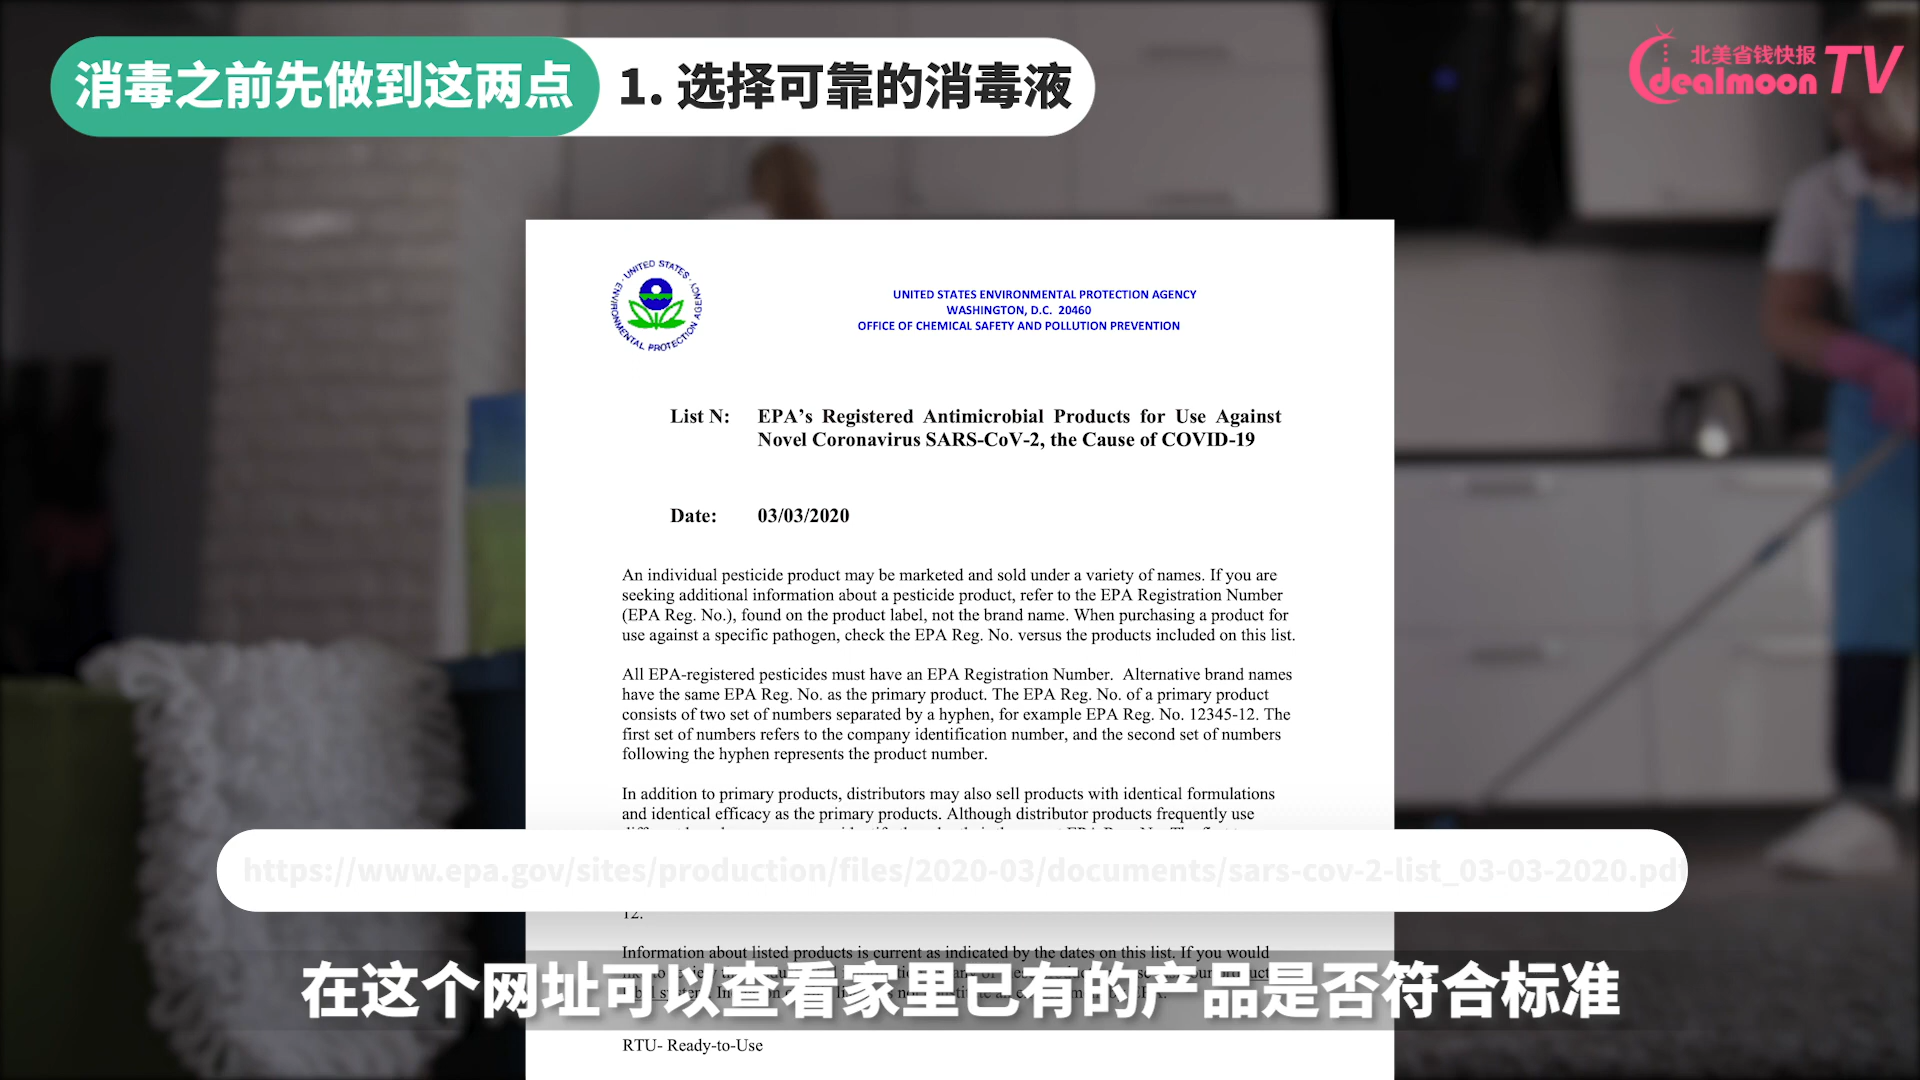 消毒之前先做到这两点
1. 选择可靠的消毒液
北美省钱快报
dealmoon TV
UNITED STATES
ENVIRONMENTAL PROTECTION AGENCY
UNITED STATES ENVIRONMENTAL PROTECTION AGENCY
WASHINGTON, D.C. 20460
OFFICE OF CHEMICAL SAFETY AND POLLUTION PREVENTION
List N: EPA’s Registered Antimicrobial Products for Use Against
Novel Coronavirus SARS-CoV-2, the Cause of COVID-19
Date: 03/03/2020
An individual pesticide product may be marketed and sold under a variety of names. If you are
seeking additional information about a pesticide product, refer to the EPA Registration Number
(EPA Reg. No.), found on the product label, not the brand name. When purchasing a product for
use against a specific pathogen, check the EPA Reg. No. versus the products included on this list.
All EPA-registered pesticides must have an EPA Registration Number. Alternative brand names
have the same EPA Reg. No. as the primary product. The EPA Reg. No. of a primary product
consists of two set of numbers separated by a hyphen, for example EPA Reg. No. 12345-12. The
first set of numbers refers to the company identification number, and the second set of numbers
following the hyphen represents the product number.
In addition to primary products, distributors may also sell products with identical formulations
and identical efficacy as the primary products. Although distributor products frequently use
https://www.epa.gov/sites/production/files/2020-03/documents/sars-cov-2-list_03-03-2020.pdf
12.
Information about listed products is current as indicated by the dates on this list. If you would
在这个网址可以查看家里已有的产品是否符合标准
RTU- Ready-to-Use